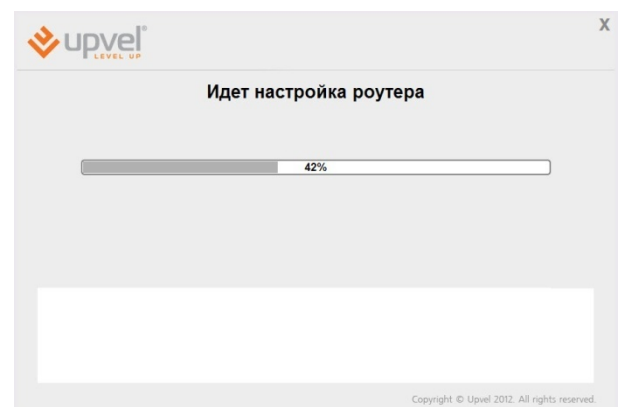 X
upvel®
LEVEL UP
Идет настройка роутера
42%
Copyright © Upvel 2012. All rights reserved.